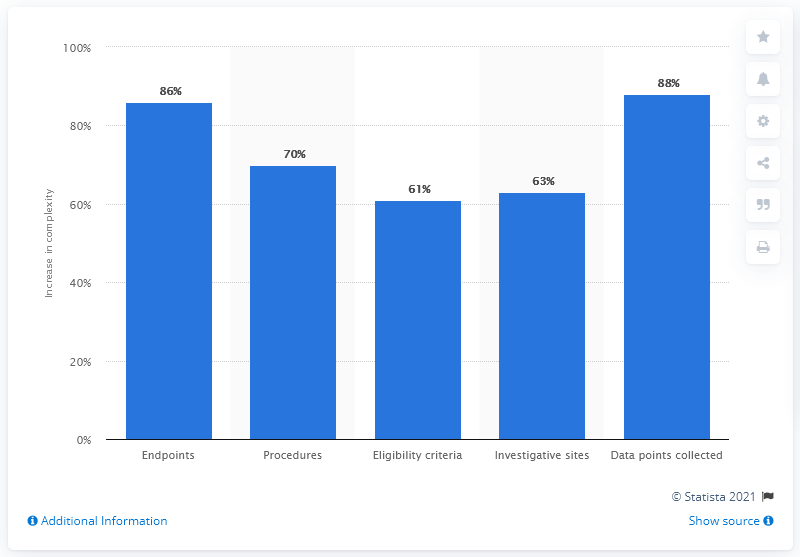 100%
80%
60%
40%
20%
0%
Increase in complexity
86%
70%
61%
63%
88%
Endpoints
Procedures
Eligibility criteria
Investigative sites
Data points collected
© Statista 2021
Additional Information
Show source